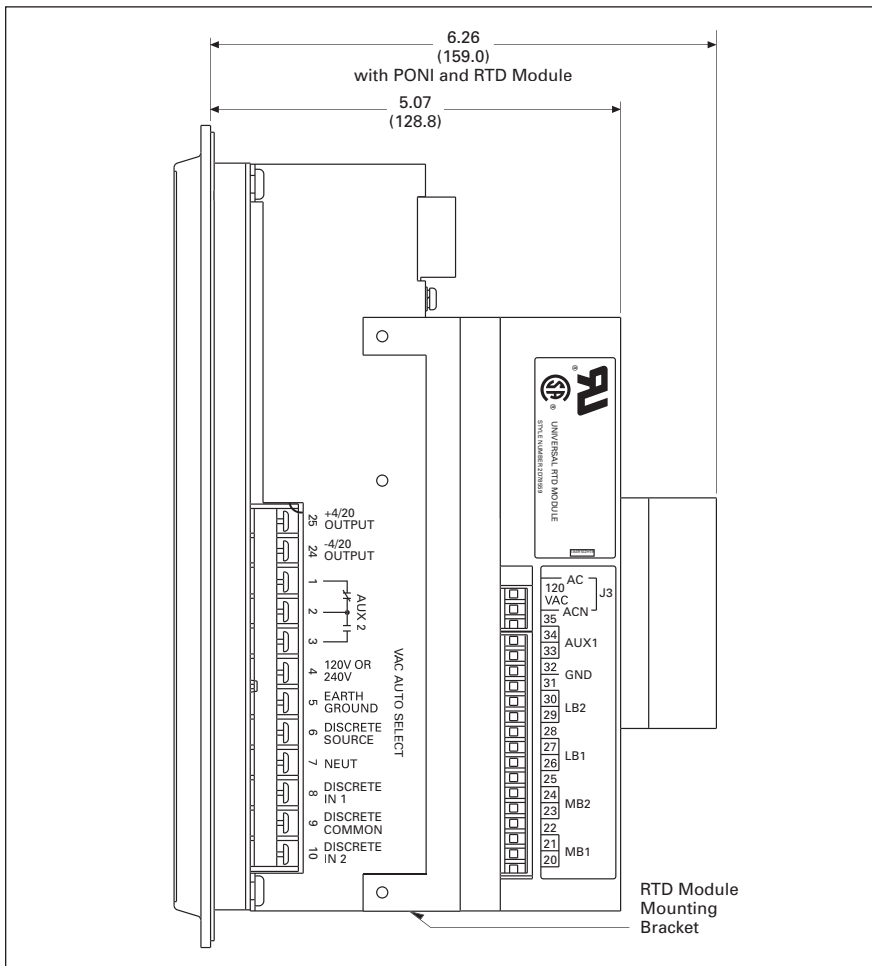 6.26
(159.0)
with PONI and RTD Module
5.07
(128.8)
®
SA
®
UNIVERSAL RTD MODULE
STYLE NUMBER 2D78559
25 +4/20
OUTPUT
24 -4/20
OUTPUT
1
2
3
AUX 2
4 120V OR
240V
VAC AUTO SELECT
5 EARTH
GROUND
6 DISCRETE
SOURCE
7 NEUT
8 DISCRETE
IN 1
9 DISCRETE
COMMON
10 DISCRETE
IN 2
AC
120
VAC
J3
ACN
35
34
AUX1
33
32
GND
31
30
LB2
29
28
27
LB1
26
25
24
MB2
23
22
21
MB1
20
RTD Module
Mounting
Bracket